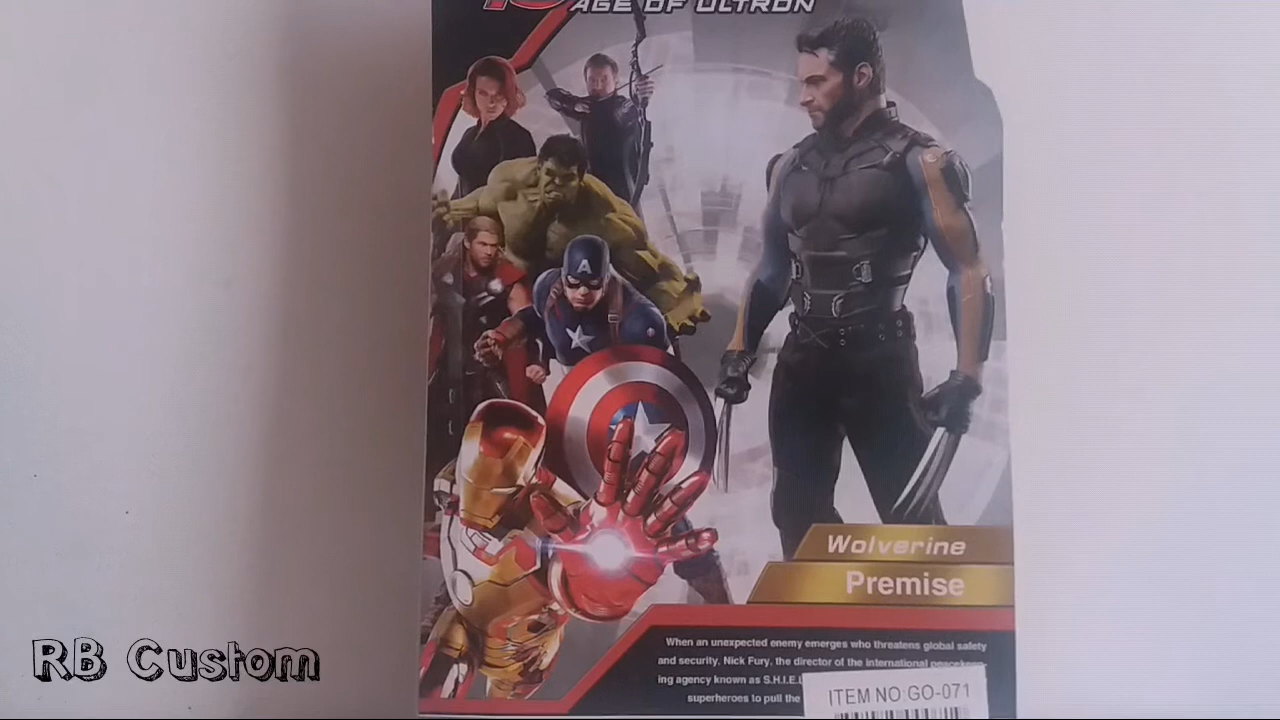 AGE OF ULTRON
A
Wolverine
Premise
When an unexpected enemy emerges who threatens global safety
and security, Nick Fury, the director of the international
ing agency known as
superheroes to pull the
ITEM NO:GO-071
RB Custom